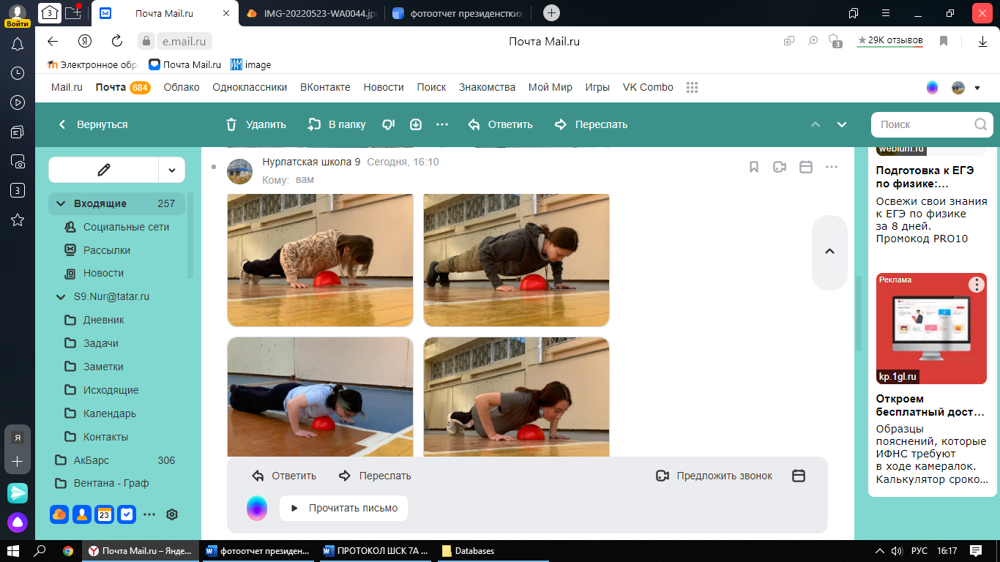 Войти
Почта Mail.ru
IMG-20220523-WA0044.jp
фотоотчет президенстких
3
e.mail.ru
Почта Mail.ru
3
29K отзывов
Электронное обра
Почта Mail.ru
image
Mail.ru
Почта 684
Облако
Одноклассники
ВКонтакте
Новости
Поиск
Знакомства
Мой Мир
Игры
VK Combo
Вернуться
Удалить
В папку
Ответить
Переслать
Поиск
3
Нурлатская школа 9 Сегодня, 16:10
Кому: вам
Входящие 257
Социальные сети
Рассылки
Новости
S9.Nur@tatar.ru
Дневник
Задачи
Заметки
Исходящие
Календарь
Контакты
АкБарс 306
Вентана - Граф
23
Я
Ответить
Переслать
Предложить звонок
Прочитать письмо
webium.ru
Подготовка к ЕГЭ
по физике:...
Освежи свои знания
к ЕГЭ по физике
за 8 дней.
Промокод PRO10
Реклама
kp.1gl.ru
Откроем
бесплатный дост...
Образцы
пояснений, которые
ИФНС требуют
в ходе камералок.
Калькулятор сроко...
Почта Mail.ru – Янде...
фотоотчет президен...
ПРОТОКОЛ ШСК 7А ...
Databases
РУС
16:17